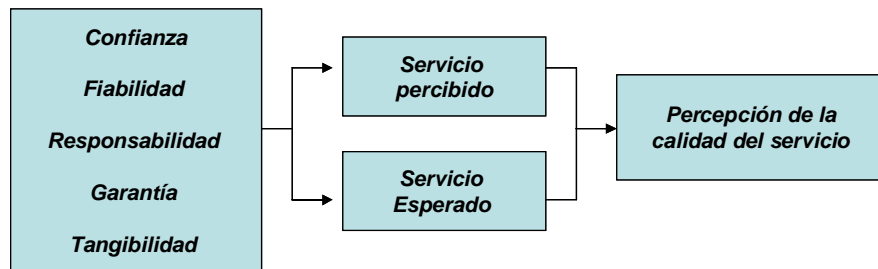 Confianza
Fiabilidad
Responsabilidad
Garantía
Tangibilidad
Servicio
percibido
Servicio
Esperado
Percepción de la
calidad del servicio